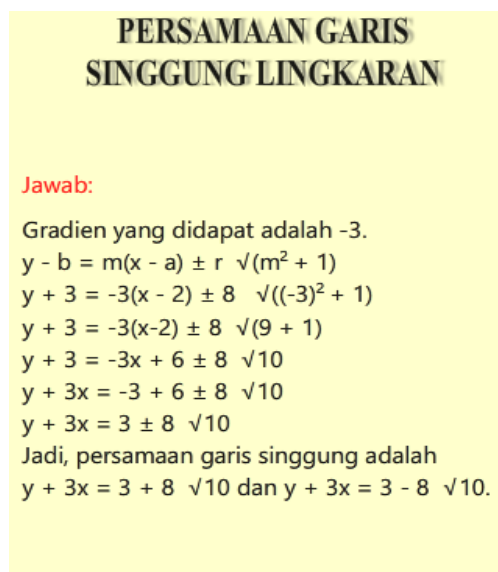 PERSAMAAN GARIS
SINGGUNG LINGKARAN
Jawab:
Gradien yang didapat adalah -3.
y - b = m(x - a) ± r √(m² + 1)
y + 3 = -3(x - 2) ± 8 √((-3)² + 1)
y + 3 = -3(x-2) ± 8 √(9 + 1)
y + 3 = -3x + 6 ± 8 √10
y + 3x = -3 + 6 ± 8 √10
y + 3x = 3 ± 8 √10
Jadi, persamaan garis singgung adalah
y + 3x = 3 + 8 √10 dan y + 3x = 3 - 8 √10.